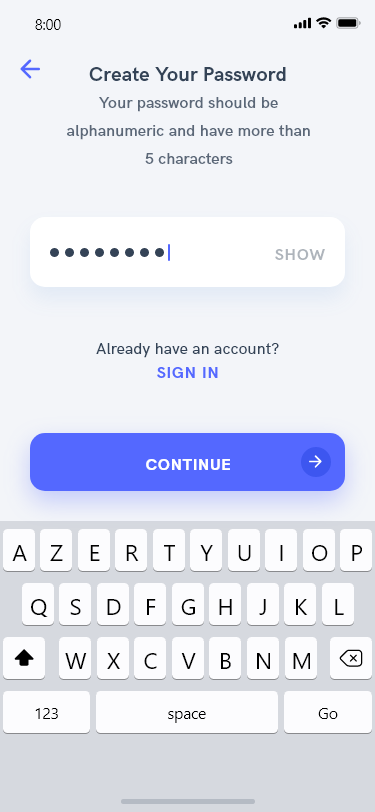 8:00
Create Your Password
Your password should be
alphanumeric and have more than
5 characters
SHOW
Already have an account?
SIGN IN
CONTINUE
A Z E R T Y U I O P
Q S D F G H J K L
W X C V B N M
123 space Go